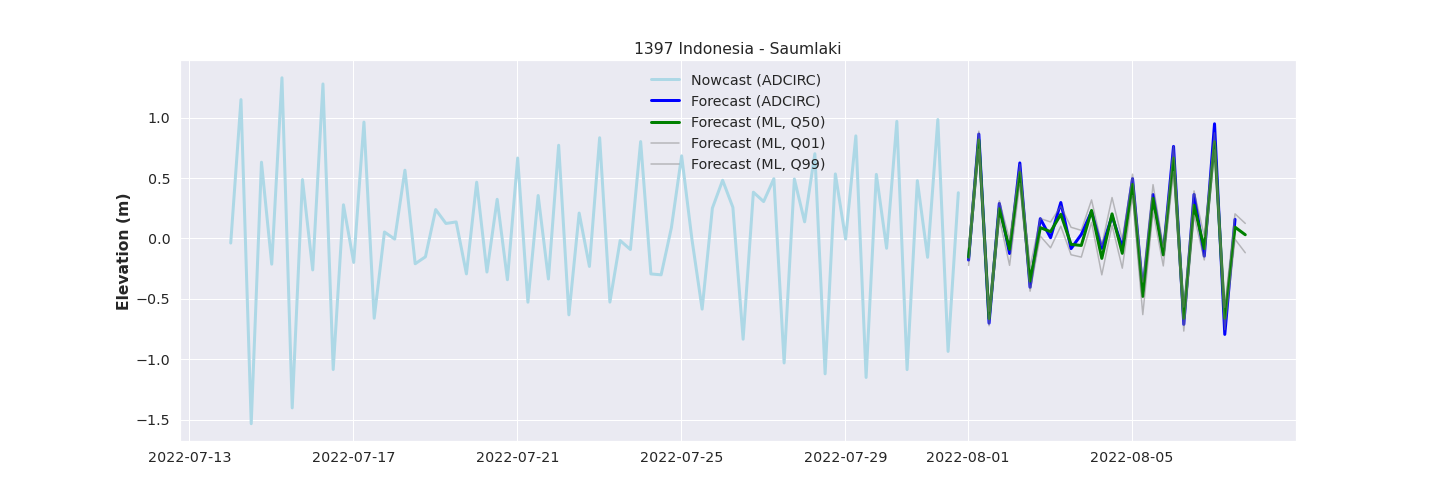 1397 Indonesia - Saumlaki
Nowcast (ADCIRC)
Forecast (ADCIRC)
Forecast (ML, Q50)
Forecast (ML, Q01)
Forecast (ML, Q99)
Elevation (m)
1.0
0.5
0.0
−0.5
−1.0
−1.5
2022-07-13 2022-07-17 2022-07-21 2022-07-25 2022-07-29 2022-08-01 2022-08-05